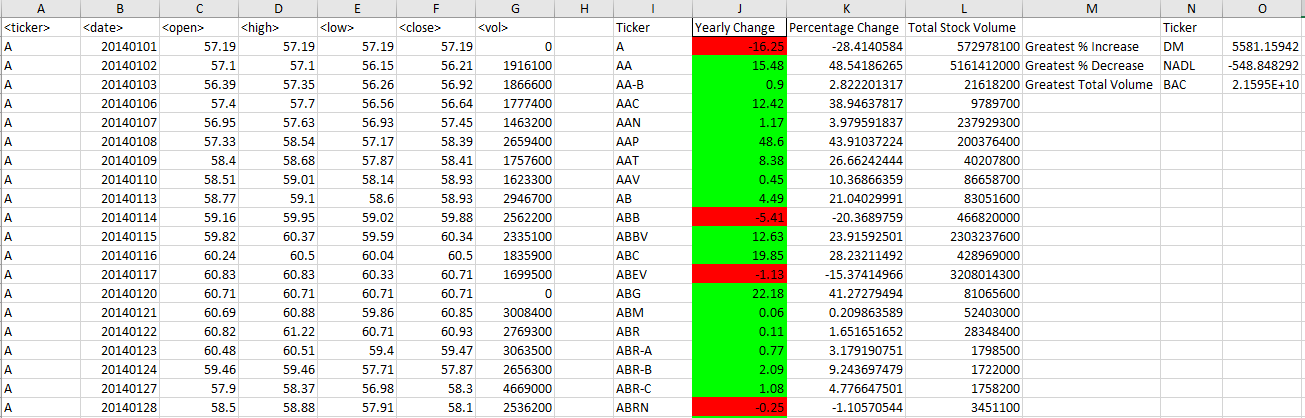 A B C D E F G H I J K L M N O
<ticker> <date> <open> <high> <low> <close> <vol> Ticker Yearly Change Percentage Change Total Stock Volume Ticker
A 20140101 57.19 57.19 57.19 57.19 0 A -16.25 -28.4140584 572978100 Greatest % Increase DM 5581.15942
A 20140102 57.1 57.1 56.15 56.21 1916100 AA 15.48 48.54186265 5161412000 Greatest % Decrease NADL -548.848292
A 20140103 56.39 57.35 56.26 56.92 1866600 AA-B 0.9 2.822201317 21618200 Greatest Total Volume BAC 2.1595E+10
A 20140106 57.4 57.7 56.56 56.64 1777400 AAC 12.42 38.94637817 9789700
A 20140107 56.95 57.63 56.93 57.45 1463200 AAN 1.17 3.979591837 237929300
A 20140108 57.33 58.54 57.17 58.39 2659400 AAP 48.6 43.91037224 200376400
A 20140109 58.4 58.68 57.87 58.41 1757600 AAT 8.38 26.66242444 40207800
A 20140110 58.51 59.01 58.14 58.93 1623300 AAV 0.45 10.36866359 86658700
A 20140113 58.77 59.1 58.6 58.93 2946700 AB 4.49 21.04029991 83051600
A 20140114 59.16 59.95 59.02 59.88 2562200 ABB -5.41 -20.3689759 466820000
A 20140115 59.82 60.37 59.59 60.34 2335100 ABBV 12.63 23.91592501 2303237600
A 20140116 60.24 60.5 60.04 60.5 1835900 ABC 19.85 28.23211492 428969000
A 20140117 60.83 60.83 60.33 60.71 1699500 ABEV -1.13 -15.37414966 3208014300
A 20140120 60.71 60.71 60.71 60.71 0 ABG 22.18 41.27279494 81065600
A 20140121 60.69 60.88 59.86 60.85 3008400 ABM 0.06 0.209863589 52403000
A 20140122 60.82 61.22 60.71 60.93 2769300 ABR 0.11 1.651651652 28348400
A 20140123 60.48 60.51 59.4 59.47 3063500 ABR-A 0.77 3.179190751 1798500
A 20140124 59.46 59.46 57.71 57.87 2656300 ABR-B 2.09 9.243697479 1722000
A 20140127 57.9 58.37 56.98 58.3 4669000 ABR-C 1.08 4.776647501 1758200
A 20140128 58.5 58.88 57.91 58.1 2536200 ABRN -0.25 -1.10570544 3451100